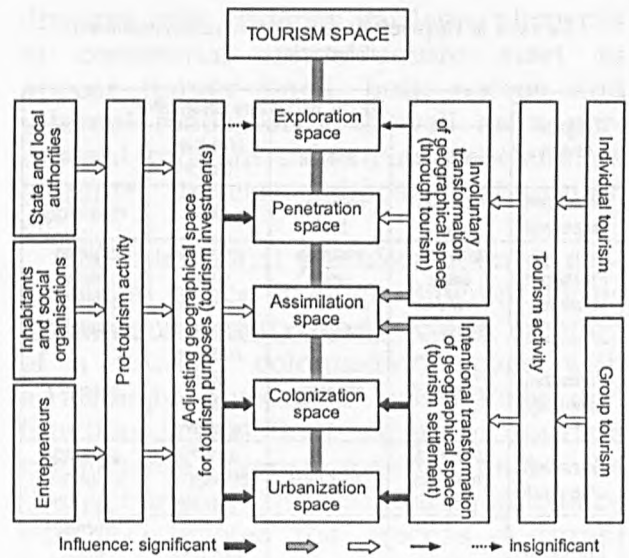 TOURISM SPACE
State and local
authorities
Inhabitants
and social
organisations
Entrepreneurs
Pro-tourism activity
Adjusting geographical space
for tourism purposes (tourism investments)
Exploration
space
Penetration
space
Assimilation
space
Colonization
space
Urbanization
space
Involuntary
transformation
of geographical space
(through tourism)
Intentional transformation
of geographical space
(tourism settlement)
Tourism activity
Individual tourism
Group tourism
Influence: significant
insignificant